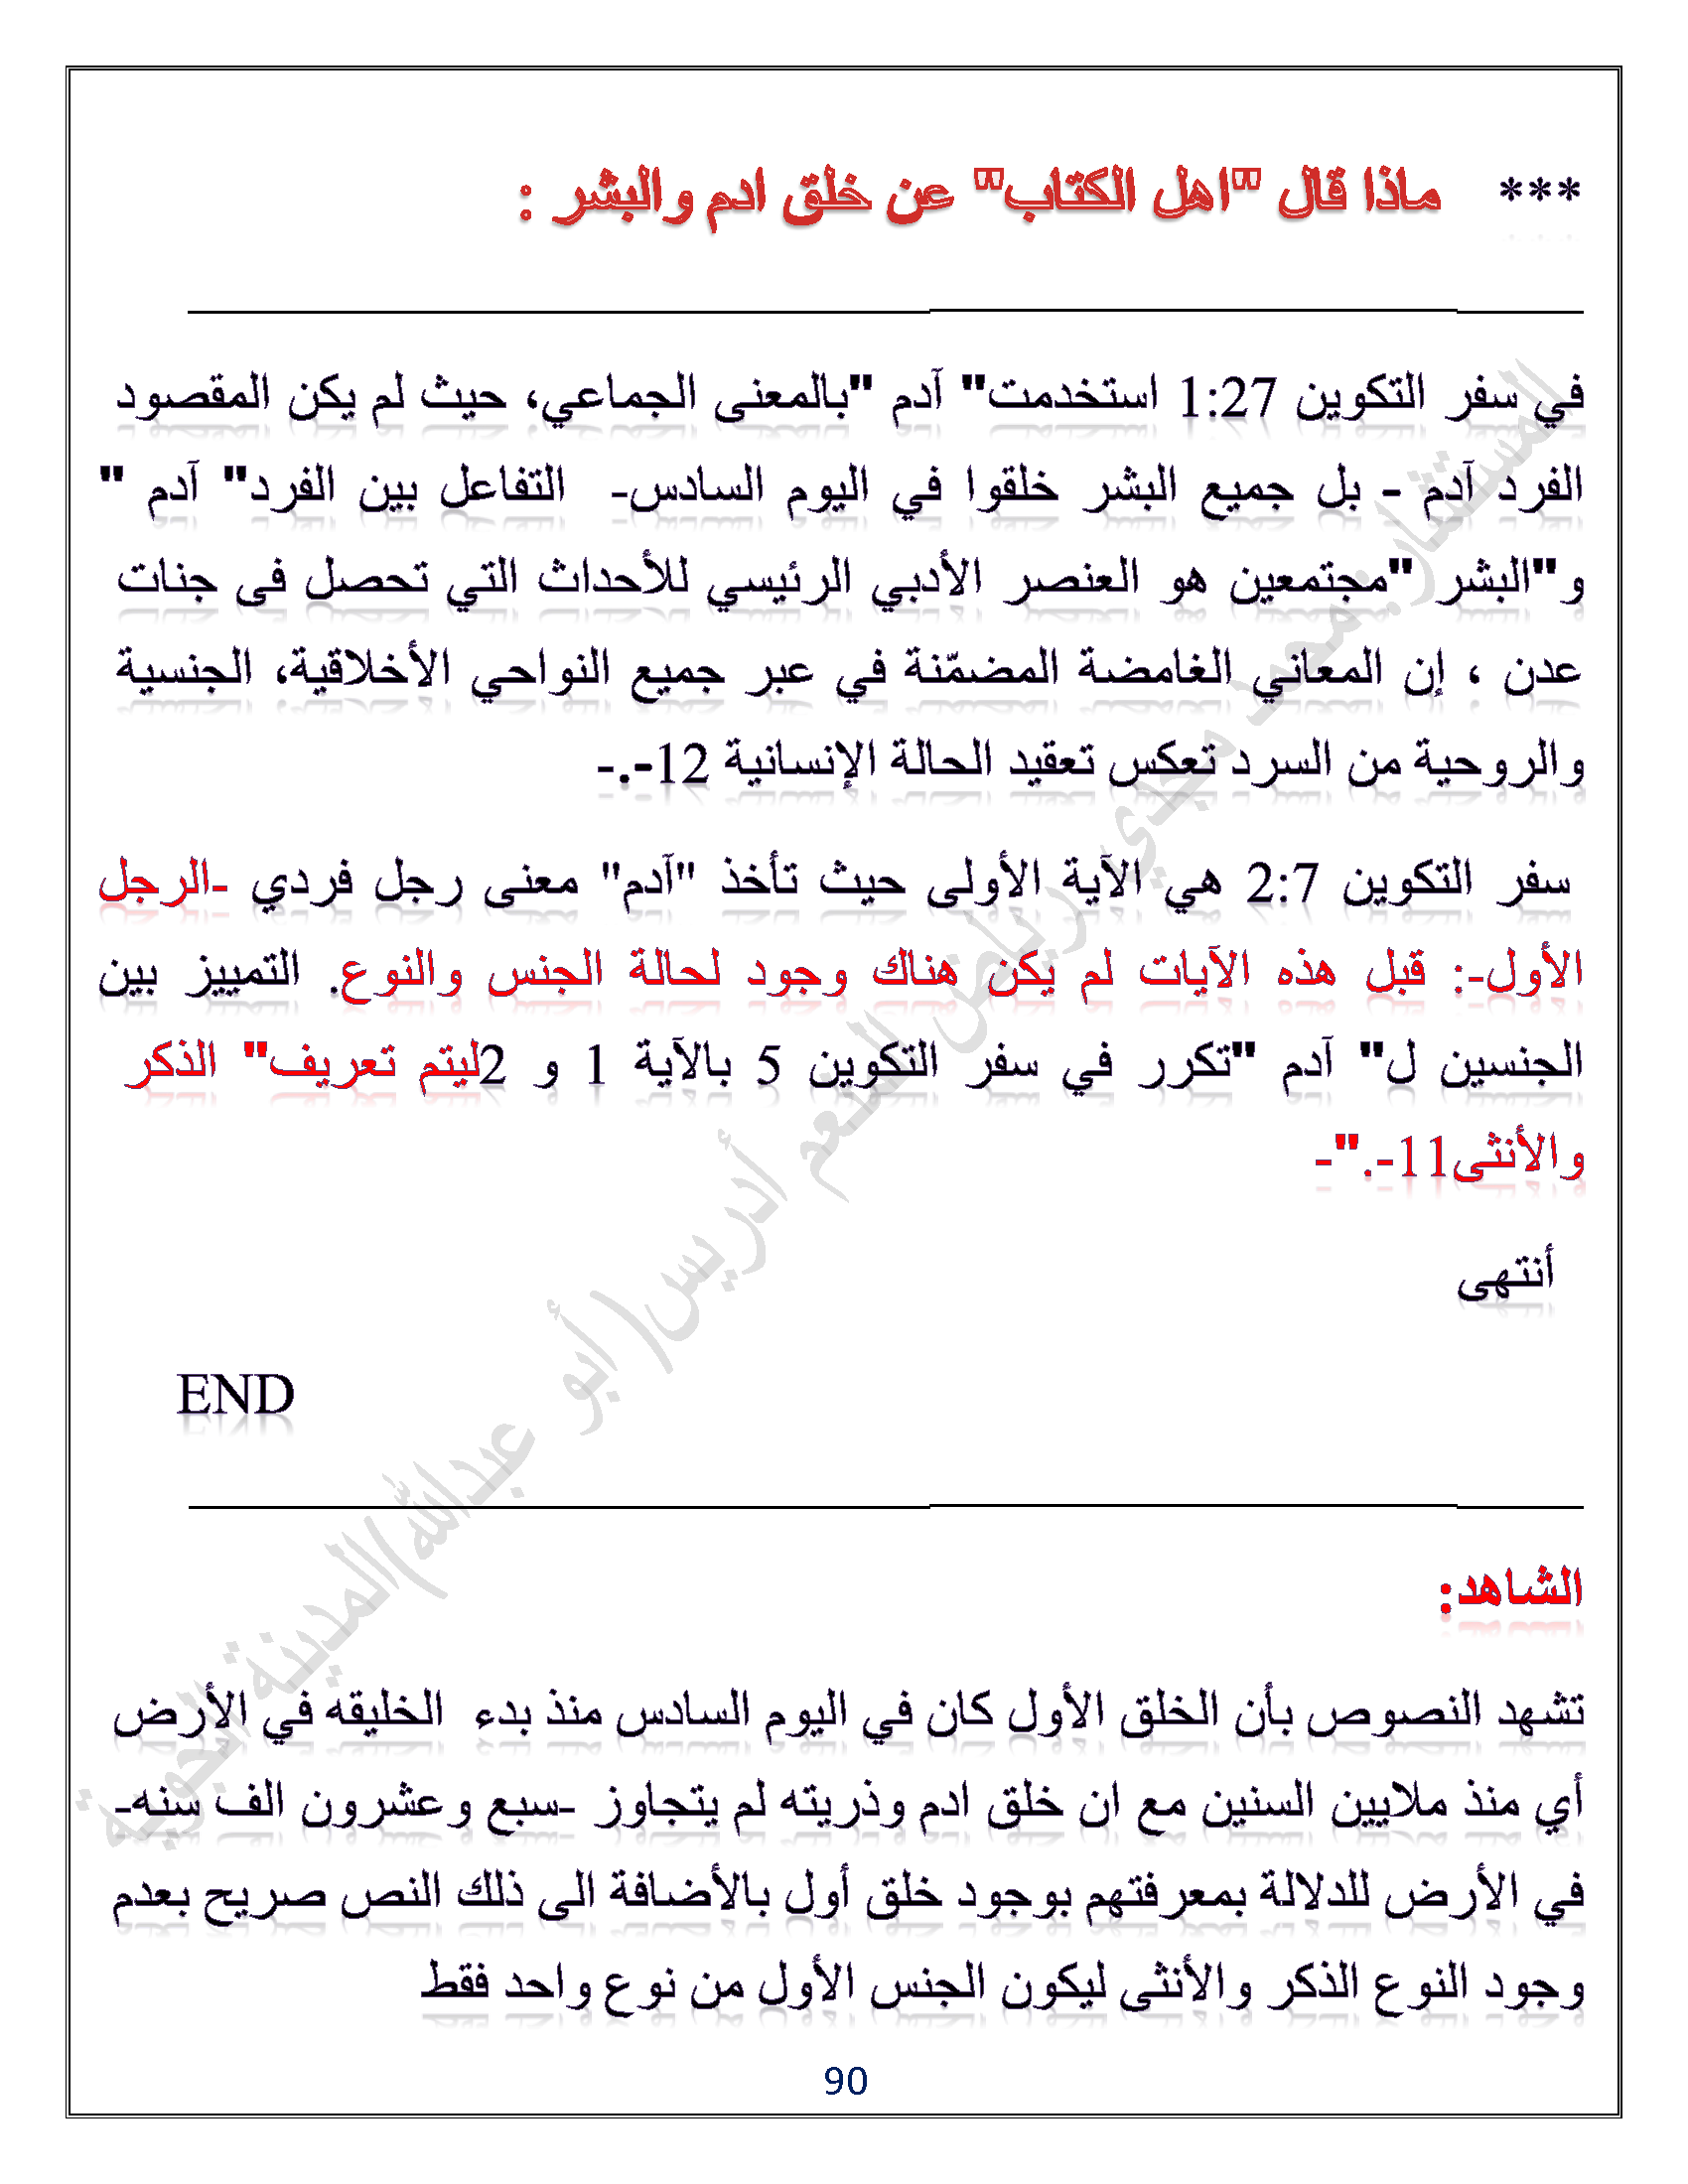 *** ماذا قال "اهل الكتاب" عن خلق ادم والبشر :
في سفر التكوين 1:27 استخدمت" آدم "بالمعنى الجماعي، حيث لم يكن المقصود
الفرد آدم - بل جميع البشر خلقوا في اليوم السادس- التفاعل بين الفرد" آدم "
و"البشر "مجتمعين هو العنصر الأدبي الرئيسي للأحداث التي تحصل فى جنات
عدن ، إن المعاني الغامضة المضمّنة في عبر جميع النواحي الأخلاقية، الجنسية
والروحية من السرد تعكس تعقيد الحالة الإنسانية 12-.-
سفر التكوين 2:7 هي الآية الأولى حيث تأخذ "آدم" معنى رجل فردي -الرجل
الأول-: قبل هذه الآيات لم يكن هناك وجود لحالة الجنس والنوع. التمييز بين
الجنسين ل" آدم "تكرر في سفر التكوين 5 بالآية 1 و 2ليتم تعريف" الذكر
والأنثى11-."-
أنتهى
END
الشاهد:
تشهد النصوص بأن الخلق الأول كان في اليوم السادس منذ بدء الخليقه في الأرض
أي منذ ملايين السنين مع ان خلق ادم وذريته لم يتجاوز -سبع وعشرون الف سنه-
في الأرض للدلالة بمعرفتهم بوجود خلق أول بالأضافة الى ذلك النص صريح بعدم
وجود النوع الذكر والأنثى ليكون الجنس الأول من نوع واحد فقط
90
المستشار: محمد مجدي رياض المنعم أدريس(أبو عبدالله)المدينة